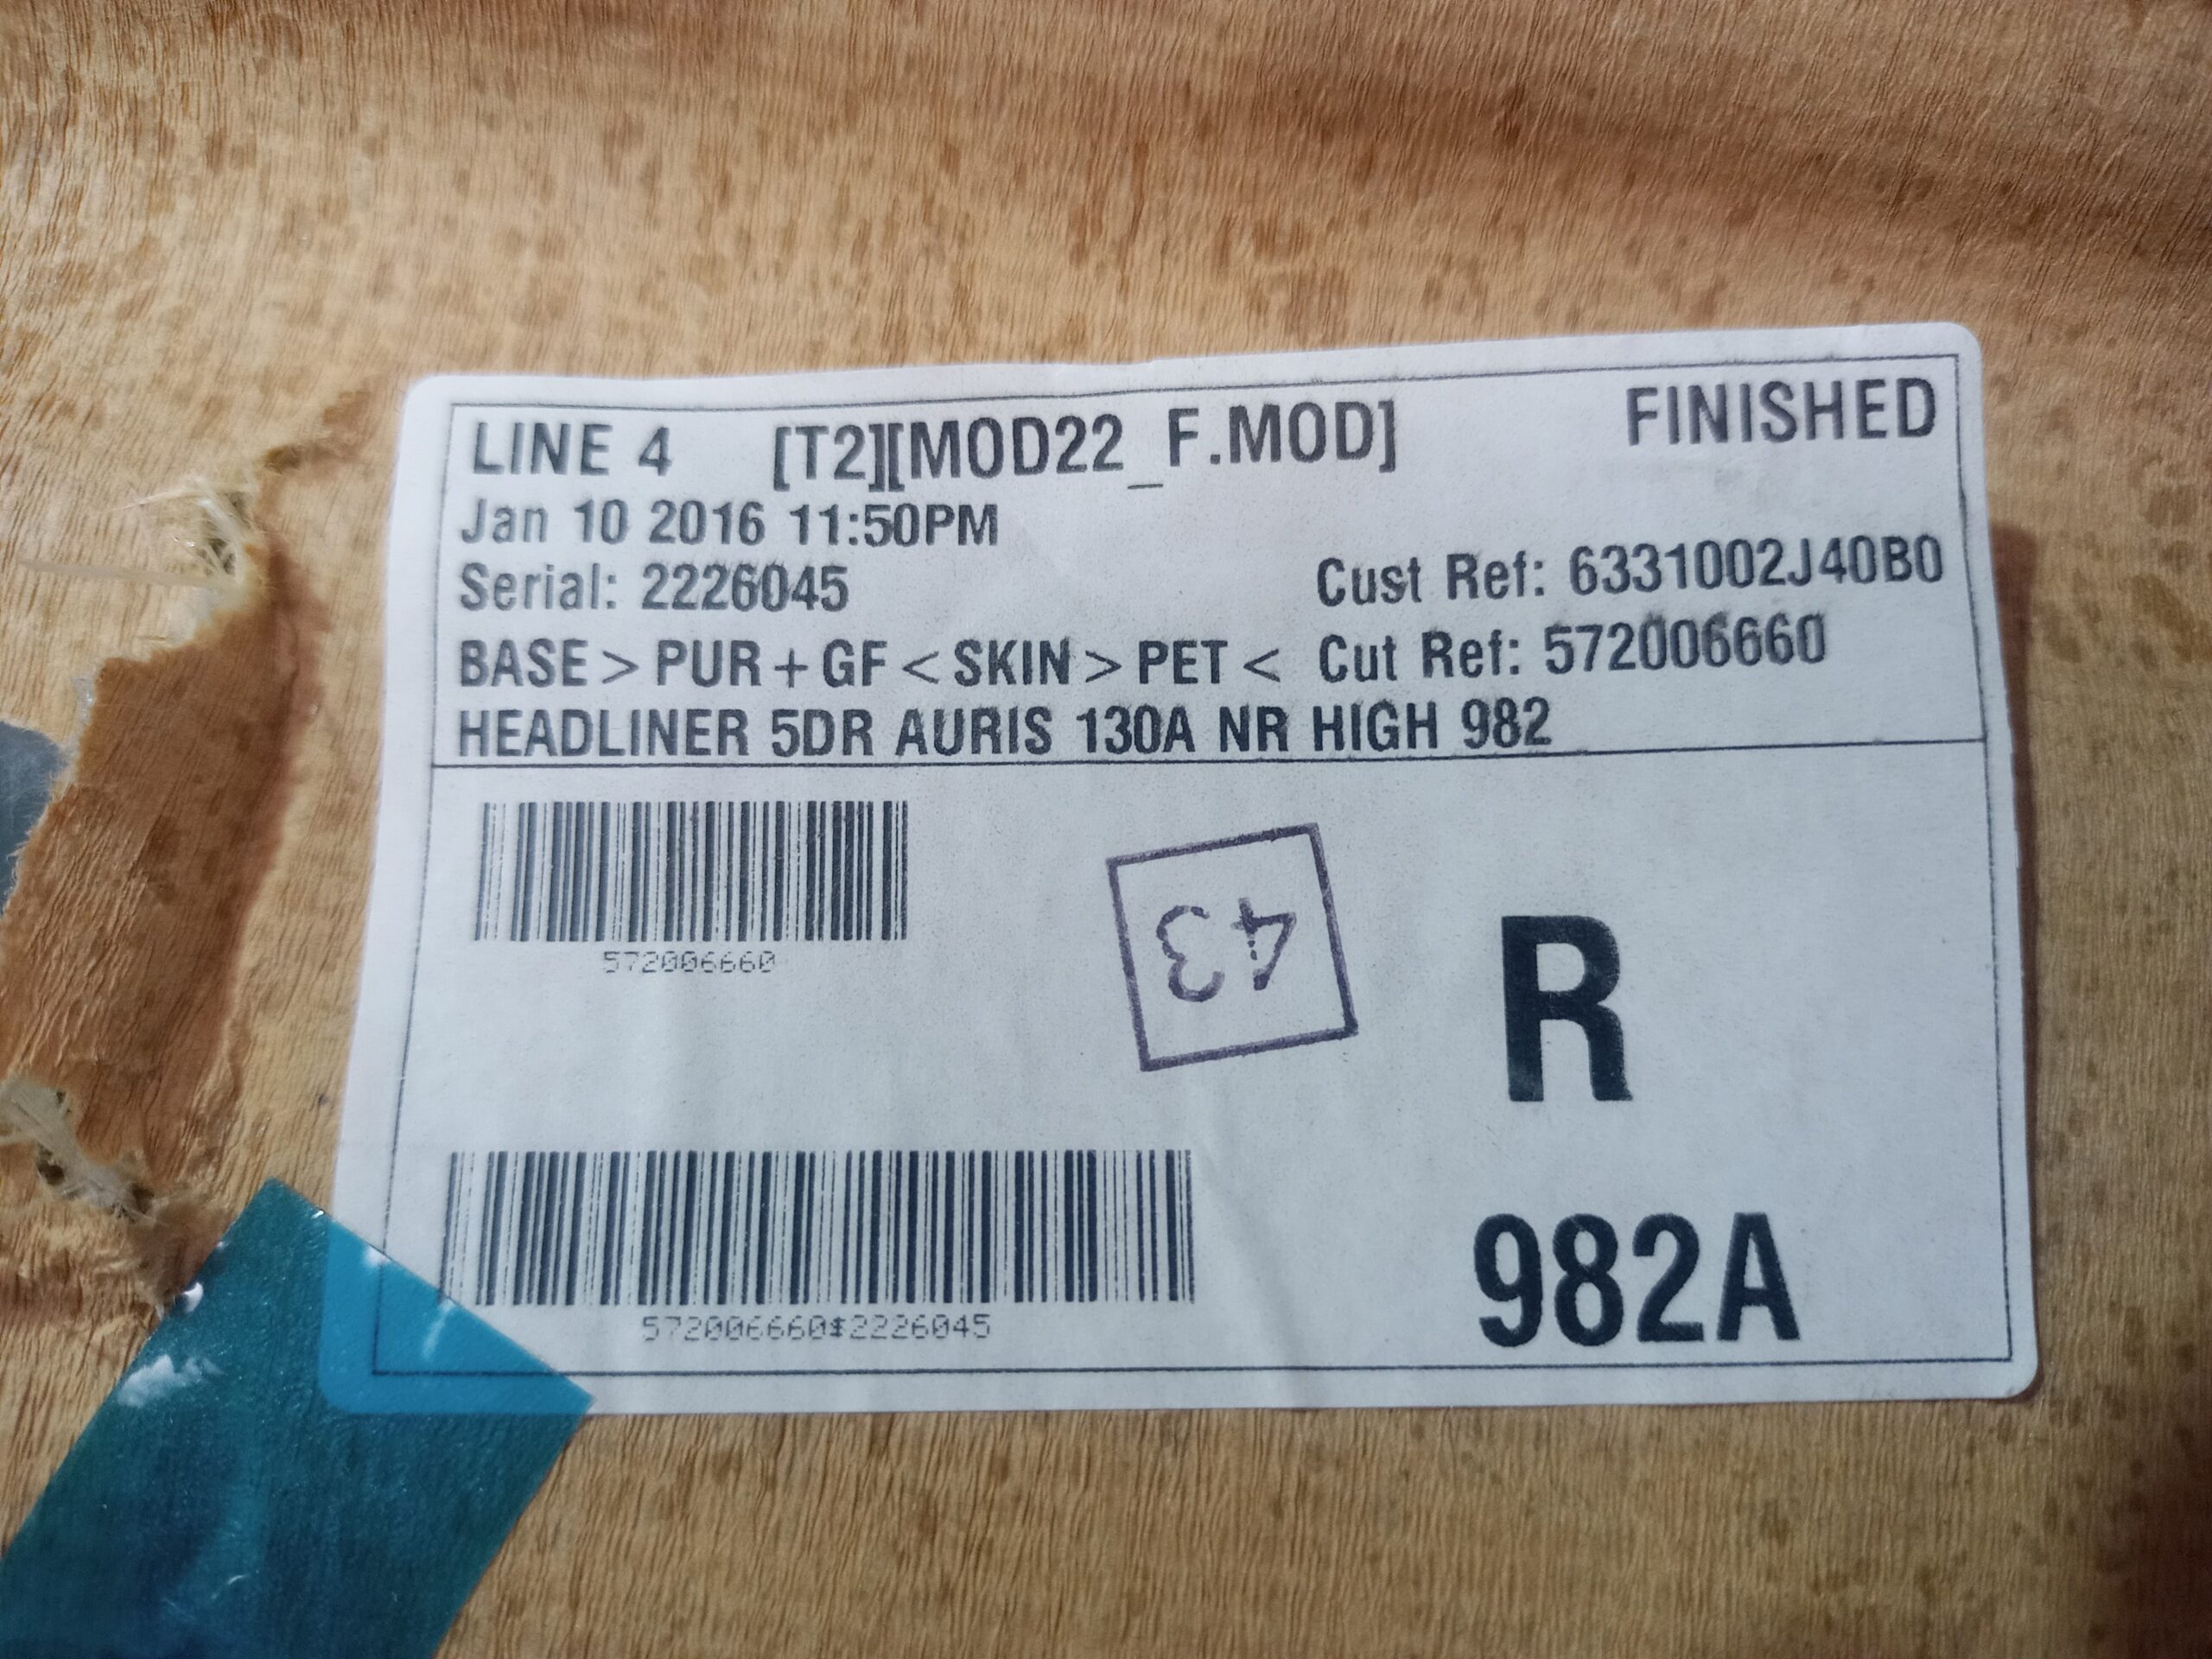 LINE 4 [T2][MOD22_F.MOD] FINISHED
Jan 10 2016 11:50PM
Serial: 2226045 Cust Ref: 6331002J40B0
BASE > PUR + GF < SKIN > PET < Cut Ref: 572006660
HEADLINER 5DR AURIS 130A NR HIGH 982
572006660
43
R
572006660$2226045
982A